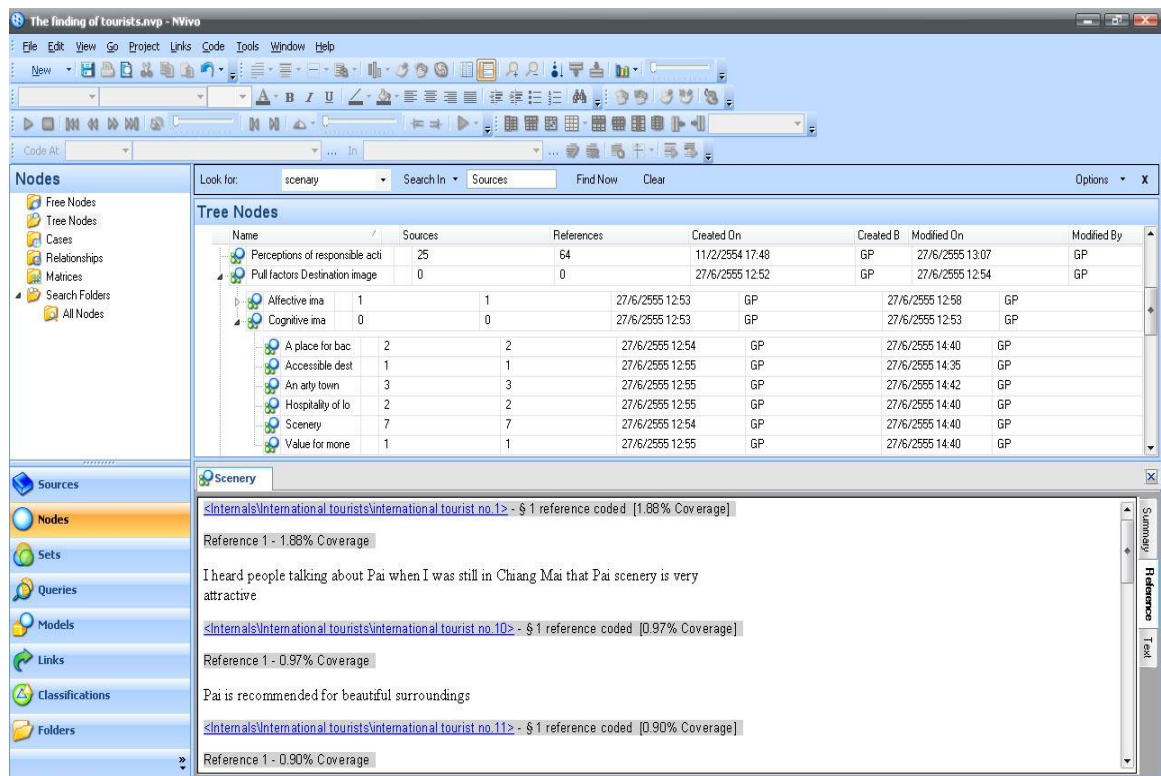 The finding of tourists.nvp - NVivo
File Edit View Go Project Links Code Tools Window Help
New
A B I U
Code At ... In ...
Nodes
Free Nodes
Tree Nodes
Cases
Relationships
Matrices
Search Folders
All Nodes
Sources
Nodes
Sets
Queries
Models
Links
Classifications
Folders
Look for: scenary Search In Sources Find Now Clear Options X
Tree Nodes
Name Sources References Created On Created B Modified On Modified By
Perceptions of responsible acti 25 64 11/2/2554 17:48 GP 27/6/2555 13:07 GP
Pull factors Destination image 0 0 27/6/2555 12:52 GP 27/6/2555 12:54 GP
Affective ima 1 1 27/6/2555 12:53 GP 27/6/2555 12:58 GP
Cognitive ima 0 0 27/6/2555 12:53 GP 27/6/2555 12:53 GP
A place for bac 2 2 27/6/2555 12:54 GP 27/6/2555 14:40 GP
Accessible dest 1 1 27/6/2555 12:55 GP 27/6/2555 14:35 GP
An arty town 3 3 27/6/2555 12:55 GP 27/6/2555 14:42 GP
Hospitality of lo 2 2 27/6/2555 12:55 GP 27/6/2555 14:40 GP
Scenery 7 7 27/6/2555 12:54 GP 27/6/2555 14:40 GP
Value for mone 1 1 27/6/2555 12:55 GP 27/6/2555 14:40 GP
Scenery
<Internals\International tourists\international tourist no.1> - § 1 reference coded [1.88% Coverage]
Reference 1 - 1.88% Coverage
I heard people talking about Pai when I was still in Chiang Mai that Pai scenery is very
attractive
<Internals\International tourists\international tourist no.10> - § 1 reference coded [0.97% Coverage]
Reference 1 - 0.97% Coverage
Pai is recommended for beautiful surroundings
<Internals\International tourists\international tourist no.11> - § 1 reference coded [0.90% Coverage]
Reference 1 - 0.90% Coverage
Summary
Reference
Text